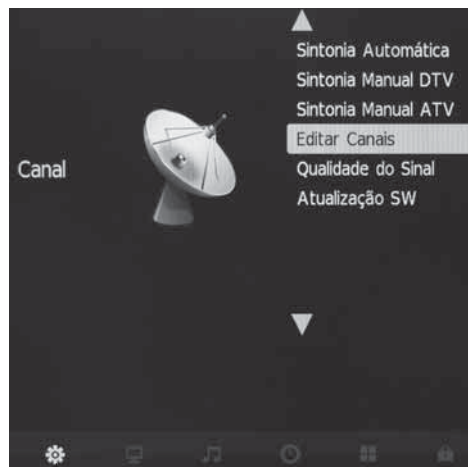 Sintonia Automática
Sintonia Manual DTV
Sintonia Manual ATV
Editar Canais
Canal
Qualidade do Sinal
Atualização SW